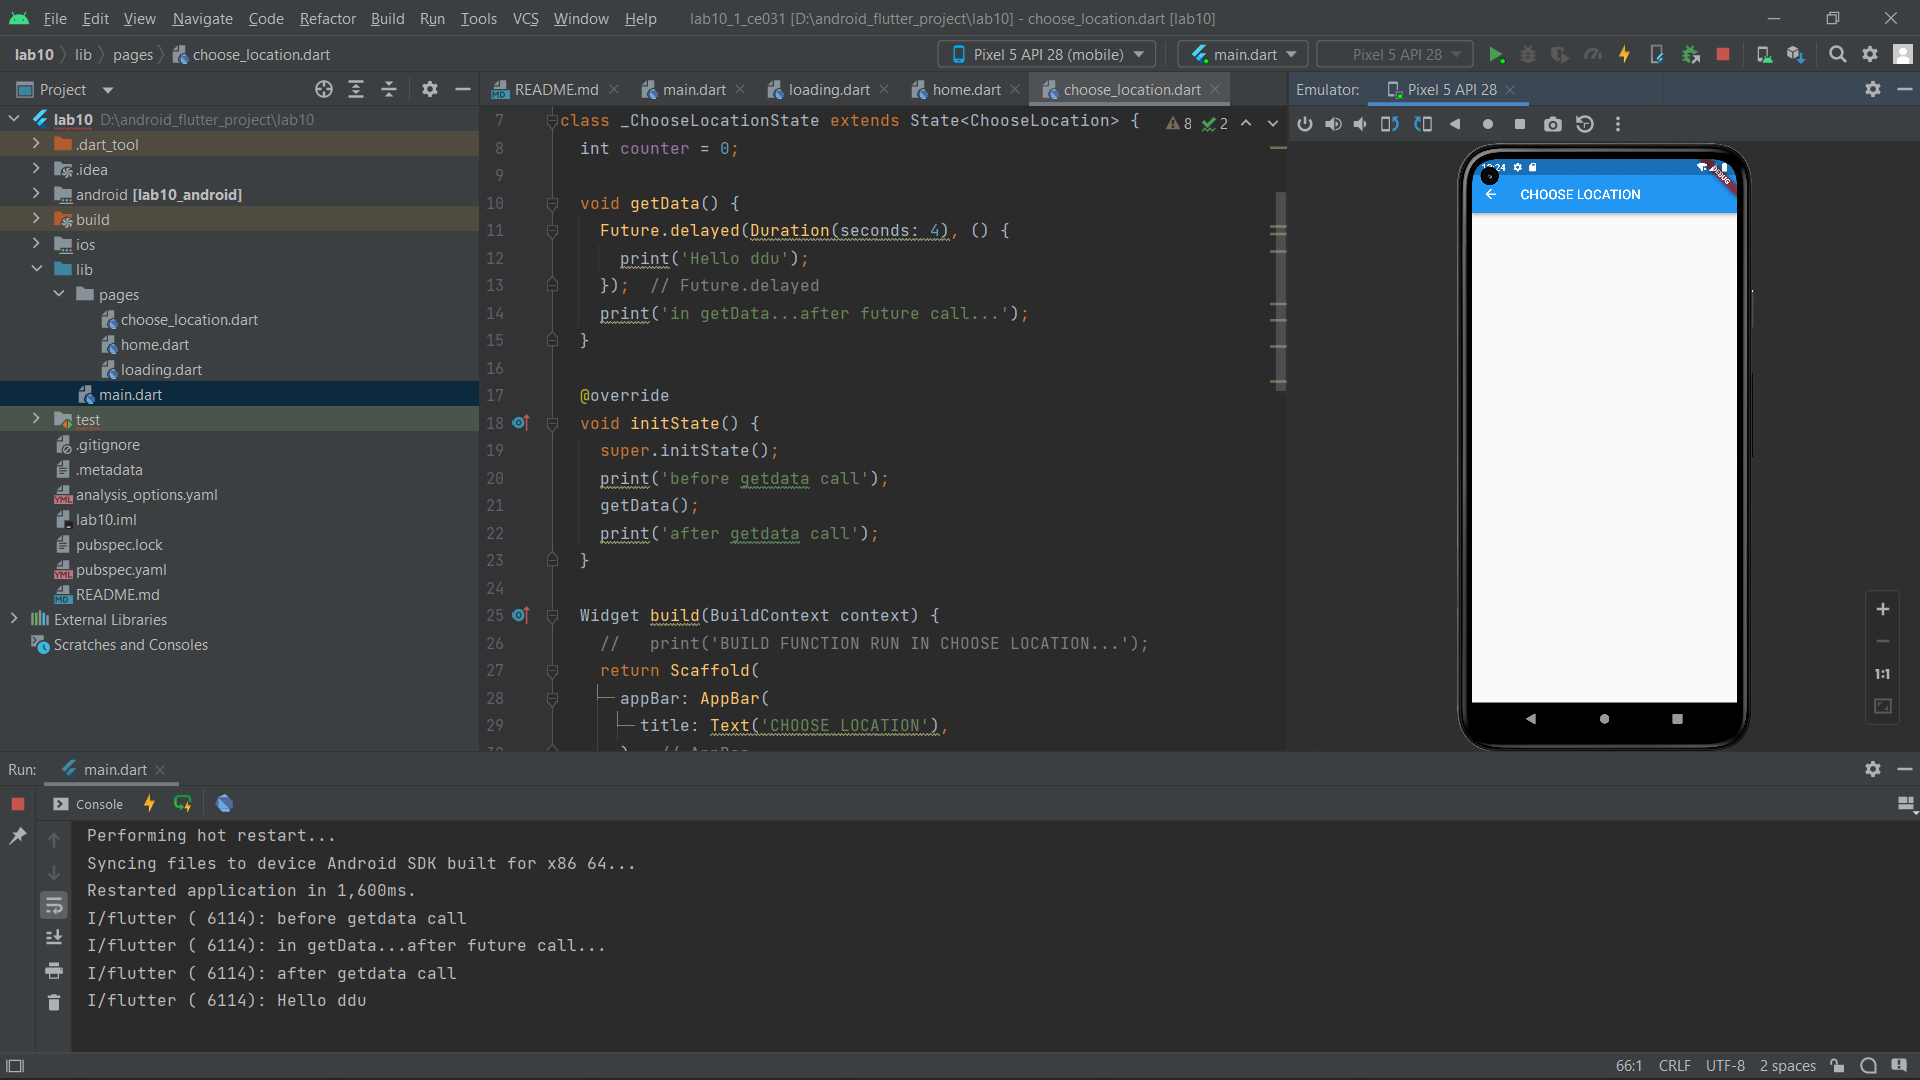 File Edit View Navigate Code Refactor Build Run Tools VCS Window Help lab10_1_ce031 [D:\android_flutter_project\lab10] - choose_location.dart [lab10]
lab10 lib pages choose_location.dart Pixel 5 API 28 (mobile) main.dart Pixel 5 API 28
Project README.md main.dart loading.dart home.dart choose_location.dart Emulator: Pixel 5 API 28
lab10 D:\android_flutter_project\lab10
.dart_tool
.idea
android [lab10_android]
build
ios
lib
pages
choose_location.dart
home.dart
loading.dart
main.dart
test
.gitignore
.metadata
analysis_options.yaml
lab10.iml
pubspec.lock
pubspec.yaml
README.md
External Libraries
Scratches and Consoles
7 class _ChooseLocationState extends State<ChooseLocation> { 8 2
8 int counter = 0;
9
10 void getData() {
11 Future.delayed(Duration(seconds: 4), () {
12 print('Hello ddu');
13 }); // Future.delayed
14 print('in getData...after future call...');
15 }
16
17 @override
18 void initState() {
19 super.initState();
20 print('before getdata call');
21 getData();
22 print('after getdata call');
23 }
24
25 Widget build(BuildContext context) {
26 // print('BUILD FUNCTION RUN IN CHOOSE LOCATION...');
27 return Scaffold(
28 appBar: AppBar(
29 title: Text('CHOOSE LOCATION'),
30 ), // AppBar
DEBUG
CHOOSE LOCATION
1:1
Run: main.dart
Console
Performing hot restart...
Syncing files to device Android SDK built for x86 64...
Restarted application in 1,600ms.
I/flutter ( 6114): before getdata call
I/flutter ( 6114): in getData...after future call...
I/flutter ( 6114): after getdata call
I/flutter ( 6114): Hello ddu
66:1 CRLF UTF-8 2 spaces